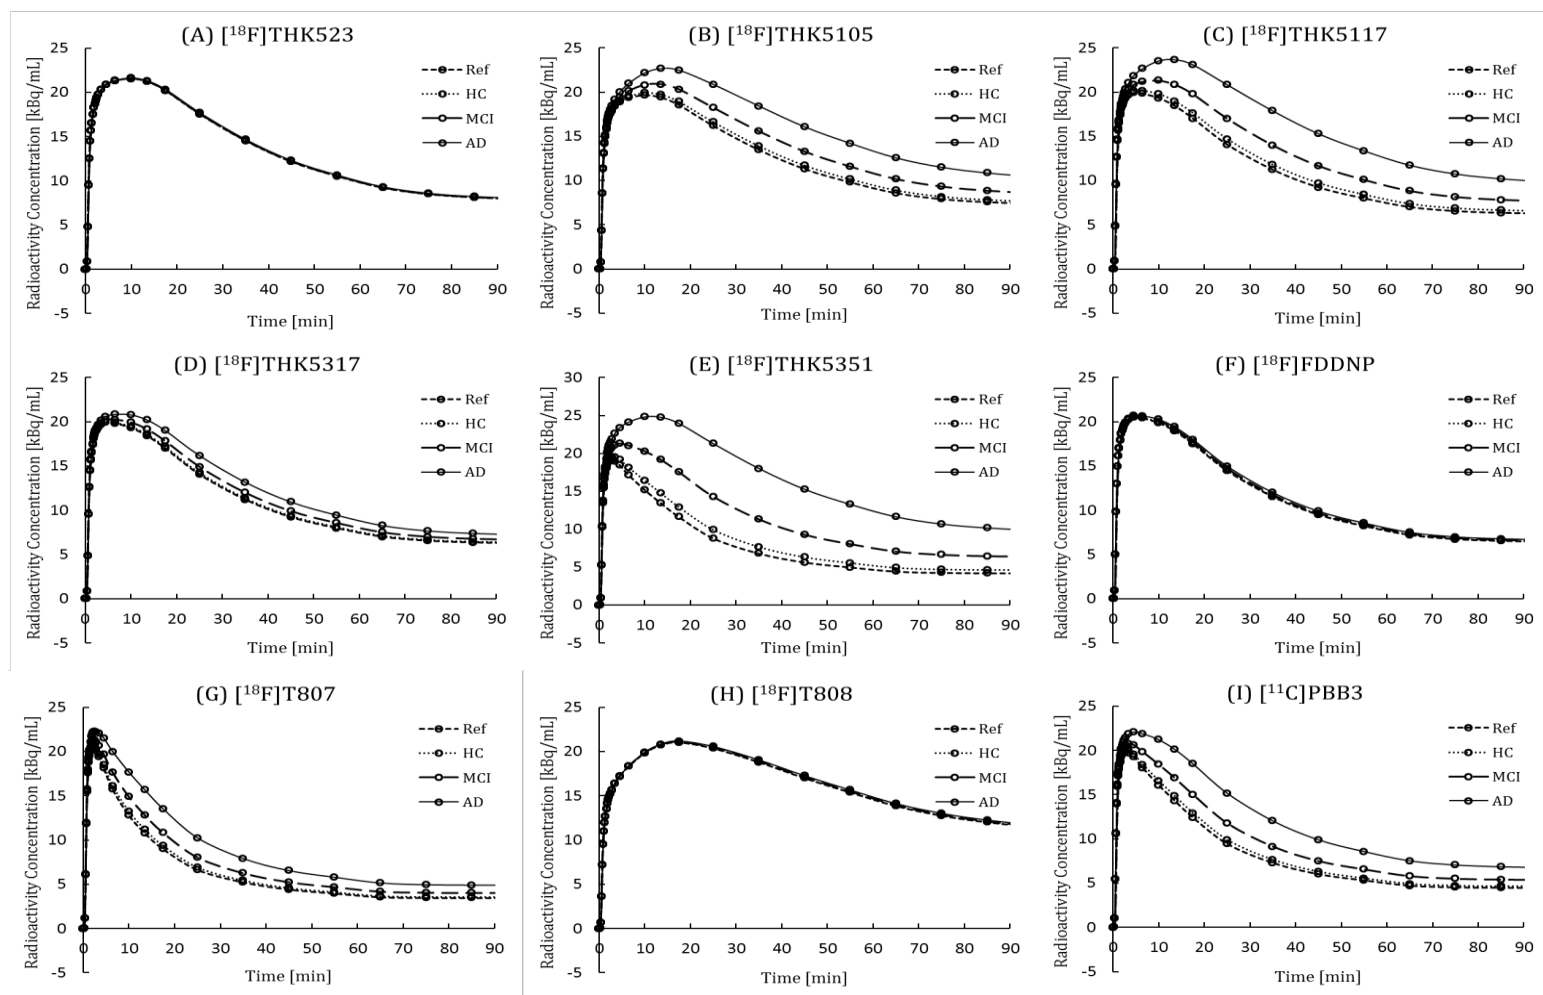 (A) [¹⁸F]THK523
Radioactivity Concentration [kBq/mL]
25
20
15
10
5
0
-5
0 10 20 30 40 50 60 70 80 90
Time [min]
Ref
HC
MCI
AD
(B) [¹⁸F]THK5105
Radioactivity Concentration [kBq/mL]
25
20
15
10
5
0
-5
0 10 20 30 40 50 60 70 80 90
Time [min]
Ref
HC
MCI
AD
(C) [¹⁸F]THK5117
Radioactivity Concentration [kBq/mL]
25
20
15
10
5
0
-5
0 10 20 30 40 50 60 70 80 90
Time [min]
Ref
HC
MCI
AD
(D) [¹⁸F]THK5317
Radioactivity Concentration [kBq/mL]
25
20
15
10
5
0
-5
0 10 20 30 40 50 60 70 80 90
Time [min]
Ref
HC
MCI
AD
(E) [¹⁸F]THK5351
Radioactivity Concentration [kBq/mL]
30
25
20
15
10
5
0
-5
0 10 20 30 40 50 60 70 80 90
Time [min]
Ref
HC
MCI
AD
(F) [¹⁸F]FDDNP
Radioactivity Concentration [kBq/mL]
25
20
15
10
5
0
-5
0 10 20 30 40 50 60 70 80 90
Time [min]
Ref
HC
MCI
AD
(G) [¹⁸F]T807
Radioactivity Concentration [kBq/mL]
25
20
15
10
5
0
-5
0 10 20 30 40 50 60 70 80 90
Time [min]
Ref
HC
MCI
AD
(H) [¹⁸F]T808
Radioactivity Concentration [kBq/mL]
25
20
15
10
5
0
-5
0 10 20 30 40 50 60 70 80 90
Time [min]
Ref
HC
MCI
AD
(I) [¹¹C]PBB3
Radioactivity Concentration [kBq/mL]
25
20
15
10
5
0
-5
0 10 20 30 40 50 60 70 80 90
Time [min]
Ref
HC
MCI
AD